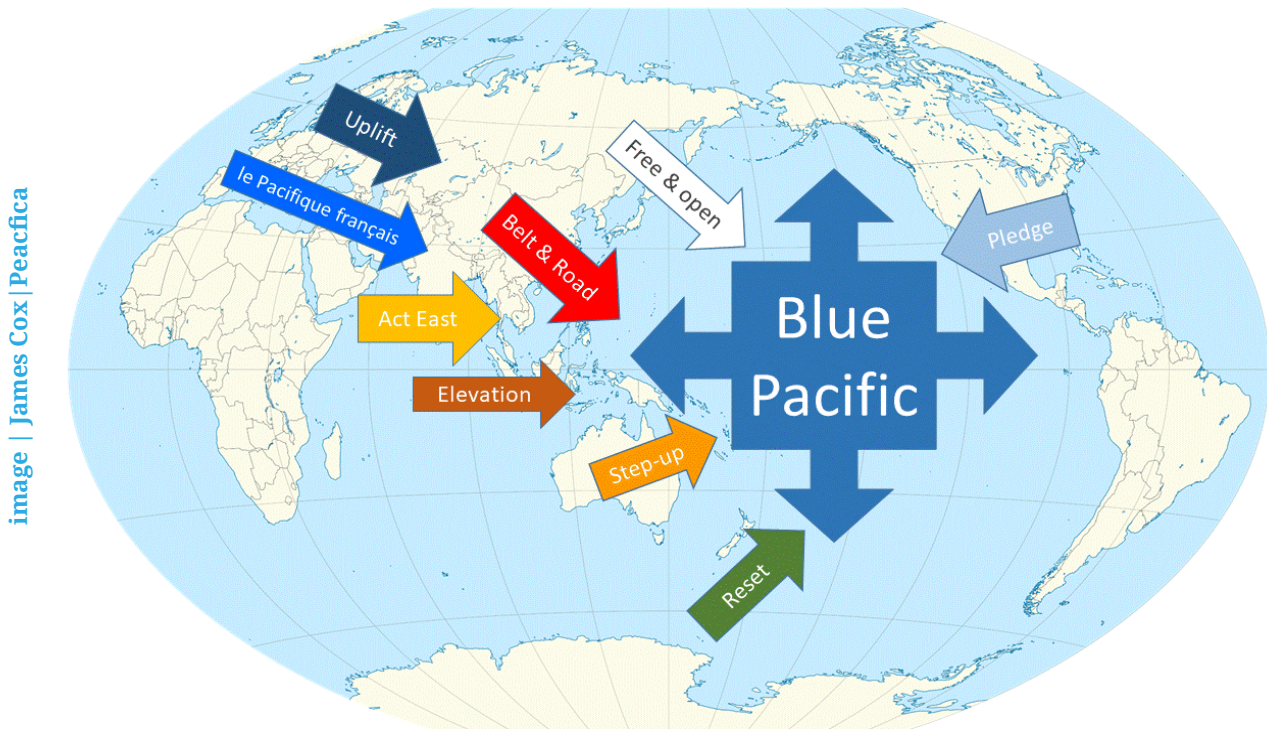 image | James Cox |Peacfica
Uplift
le Pacifique français
Belt & Road
Free & open
Pledge
Act East
Elevation
Step-up
Reset
Blue
Pacific